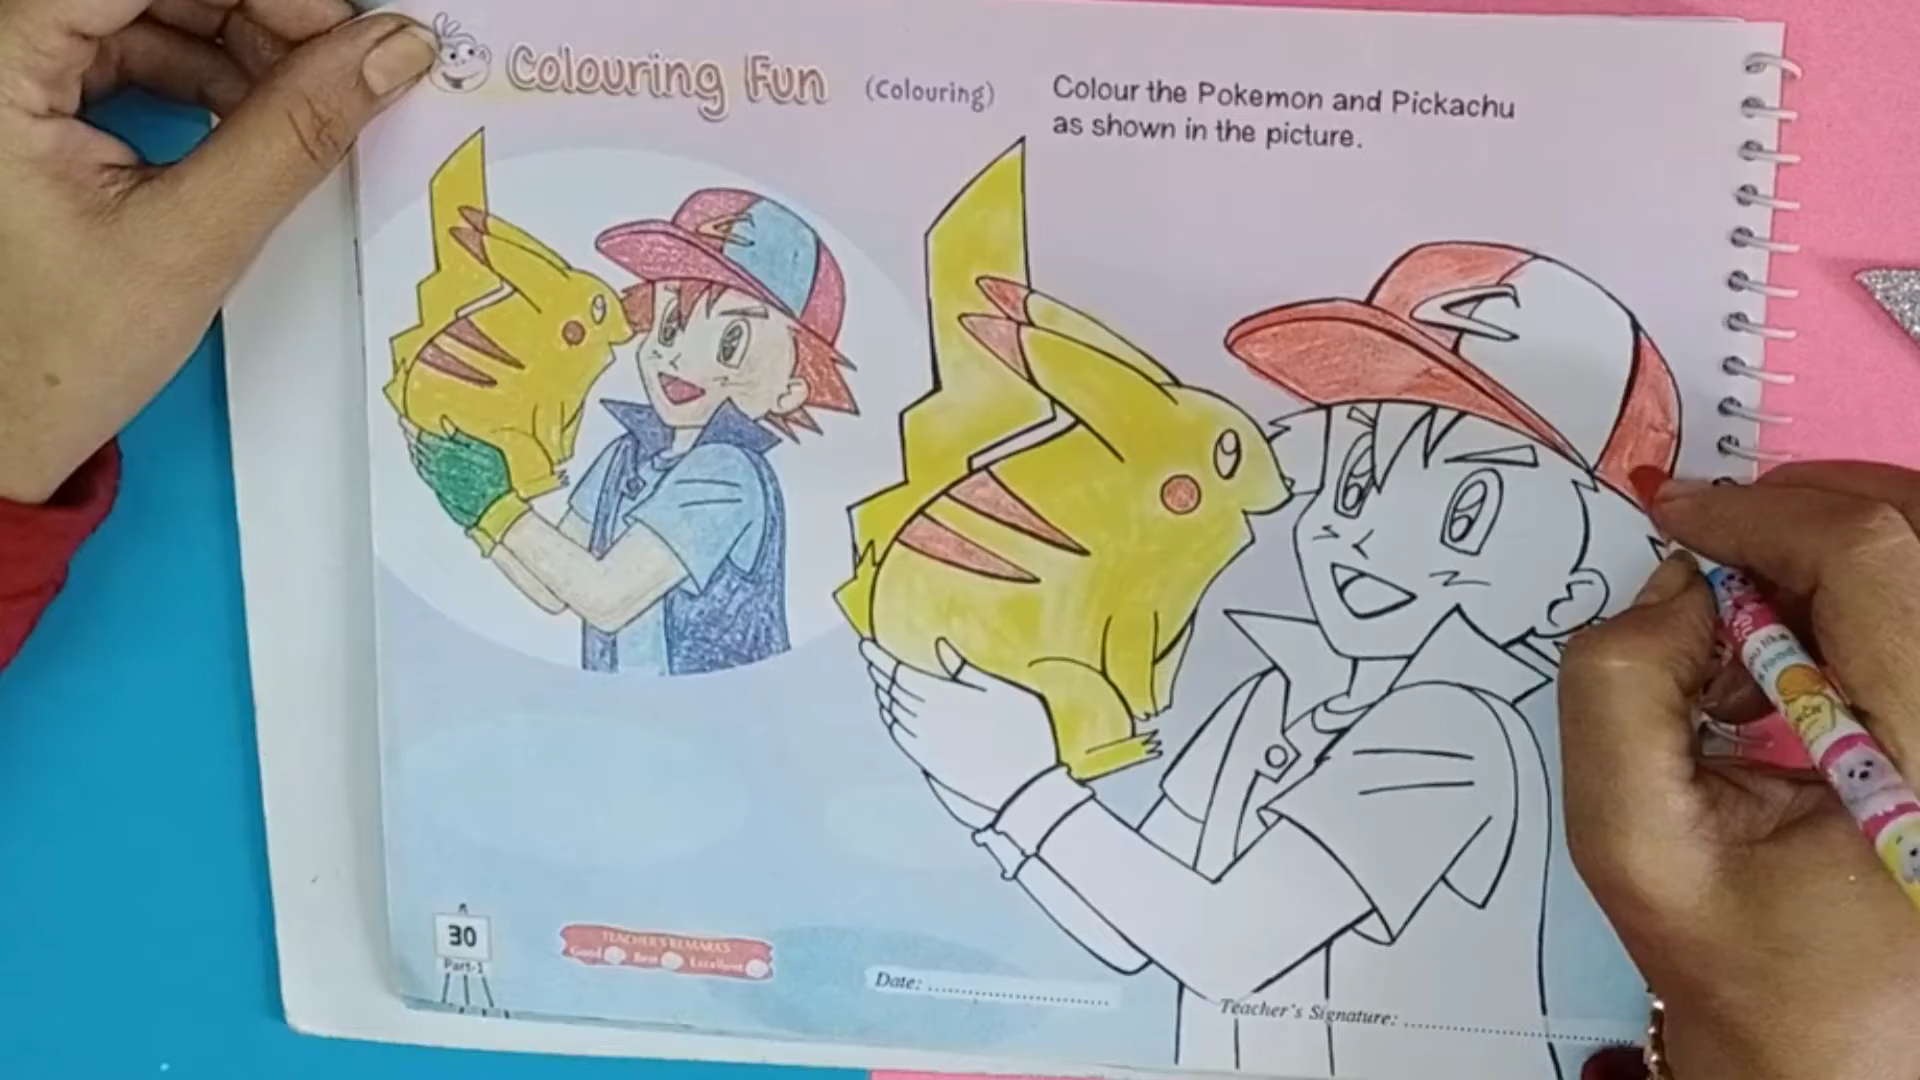 Colouring Fun (Colouring)
Colour the Pokemon and Pickachu
as shown in the picture.
30
Part-1
TEACHER'S REMARKS
Good Best Excellent
Date:
Teacher's Signature: